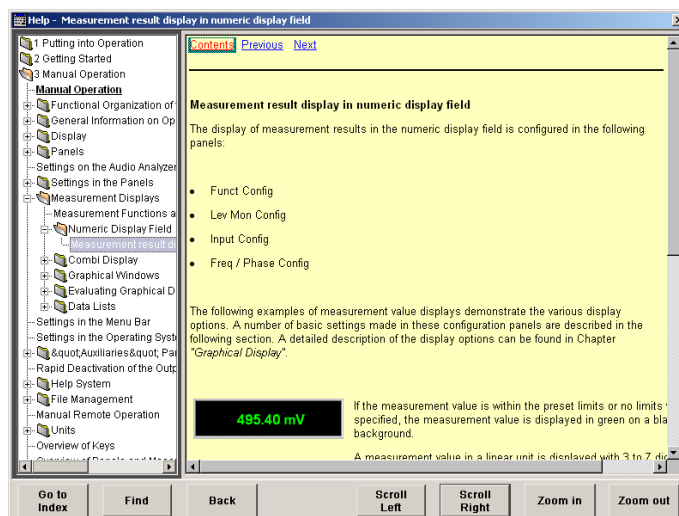 Help - Measurement result display in numeric display field
1 Putting into Operation
2 Getting Started
3 Manual Operation
Manual Operation
Functional Organization of
General Information on Op
Display
Panels
Settings on the Audio Analyzer
Settings in the Panels
Measurement Displays
Measurement Functions a
Numeric Display Field
Measurement result di
Combi Display
Graphical Windows
Evaluating Graphical D
Data Lists
Settings in the Menu Bar
Settings in the Operating Syst
&quot;Auxiliaries&quot; Pa
Rapid Deactivation of the Outp
Help System
File Management
Manual Remote Operation
Units
Overview of Keys
Contents Previous Next
Measurement result display in numeric display field
The display of measurement results in the numeric display field is configured in the following
panels:
• Funct Config
• Lev Mon Config
• Input Config
• Freq / Phase Config
The following examples of measurement value displays demonstrate the various display
options. A number of basic settings made in these configuration panels are described in the
following section. A detailed description of the display options can be found in Chapter
"Graphical Display".
495.40 mV
If the measurement value is within the preset limits or no limits
specified, the measurement value is displayed in green on a bla
background.
A measurement value in a linear unit is displayed with 3 to 7 dig
Go to
Index
Find
Back
Scroll
Left
Scroll
Right
Zoom in
Zoom out